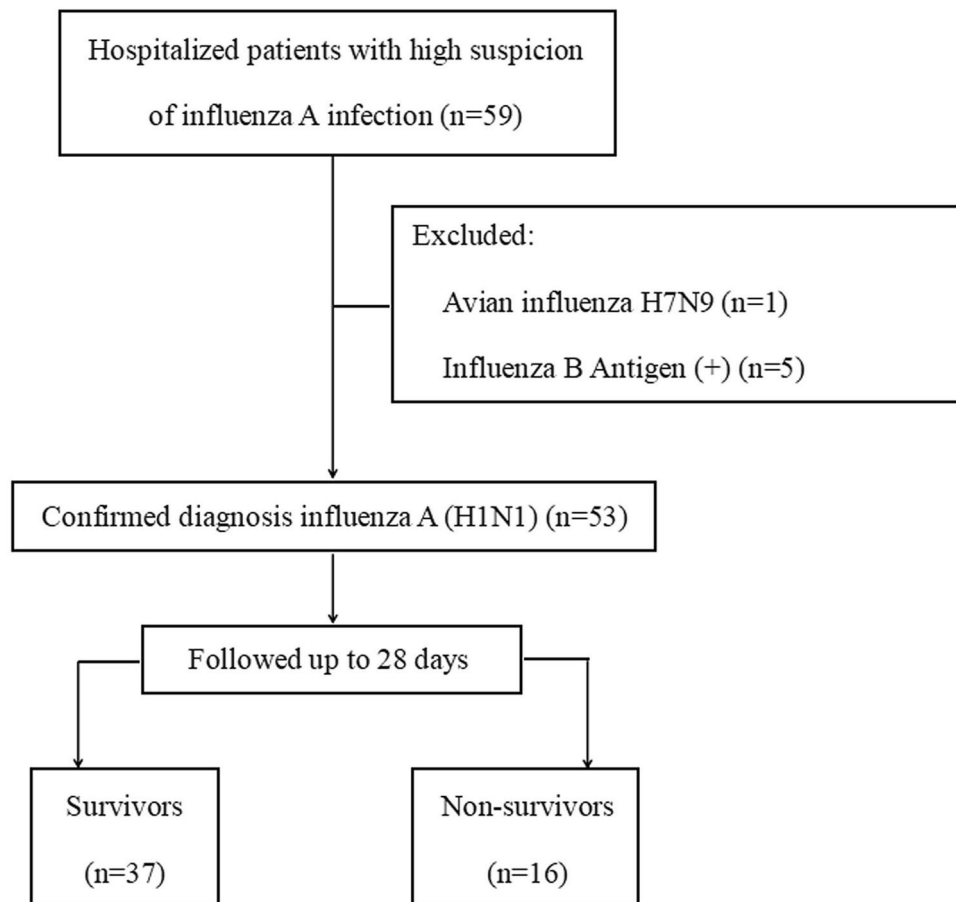 Hospitalized patients with high suspicion
of influenza A infection (n=59)
Excluded:
Avian influenza H7N9 (n=1)
Influenza B Antigen (+) (n=5)
Confirmed diagnosis influenza A (H1N1) (n=53)
Followed up to 28 days
Survivors
(n=37)
Non-survivors
(n=16)